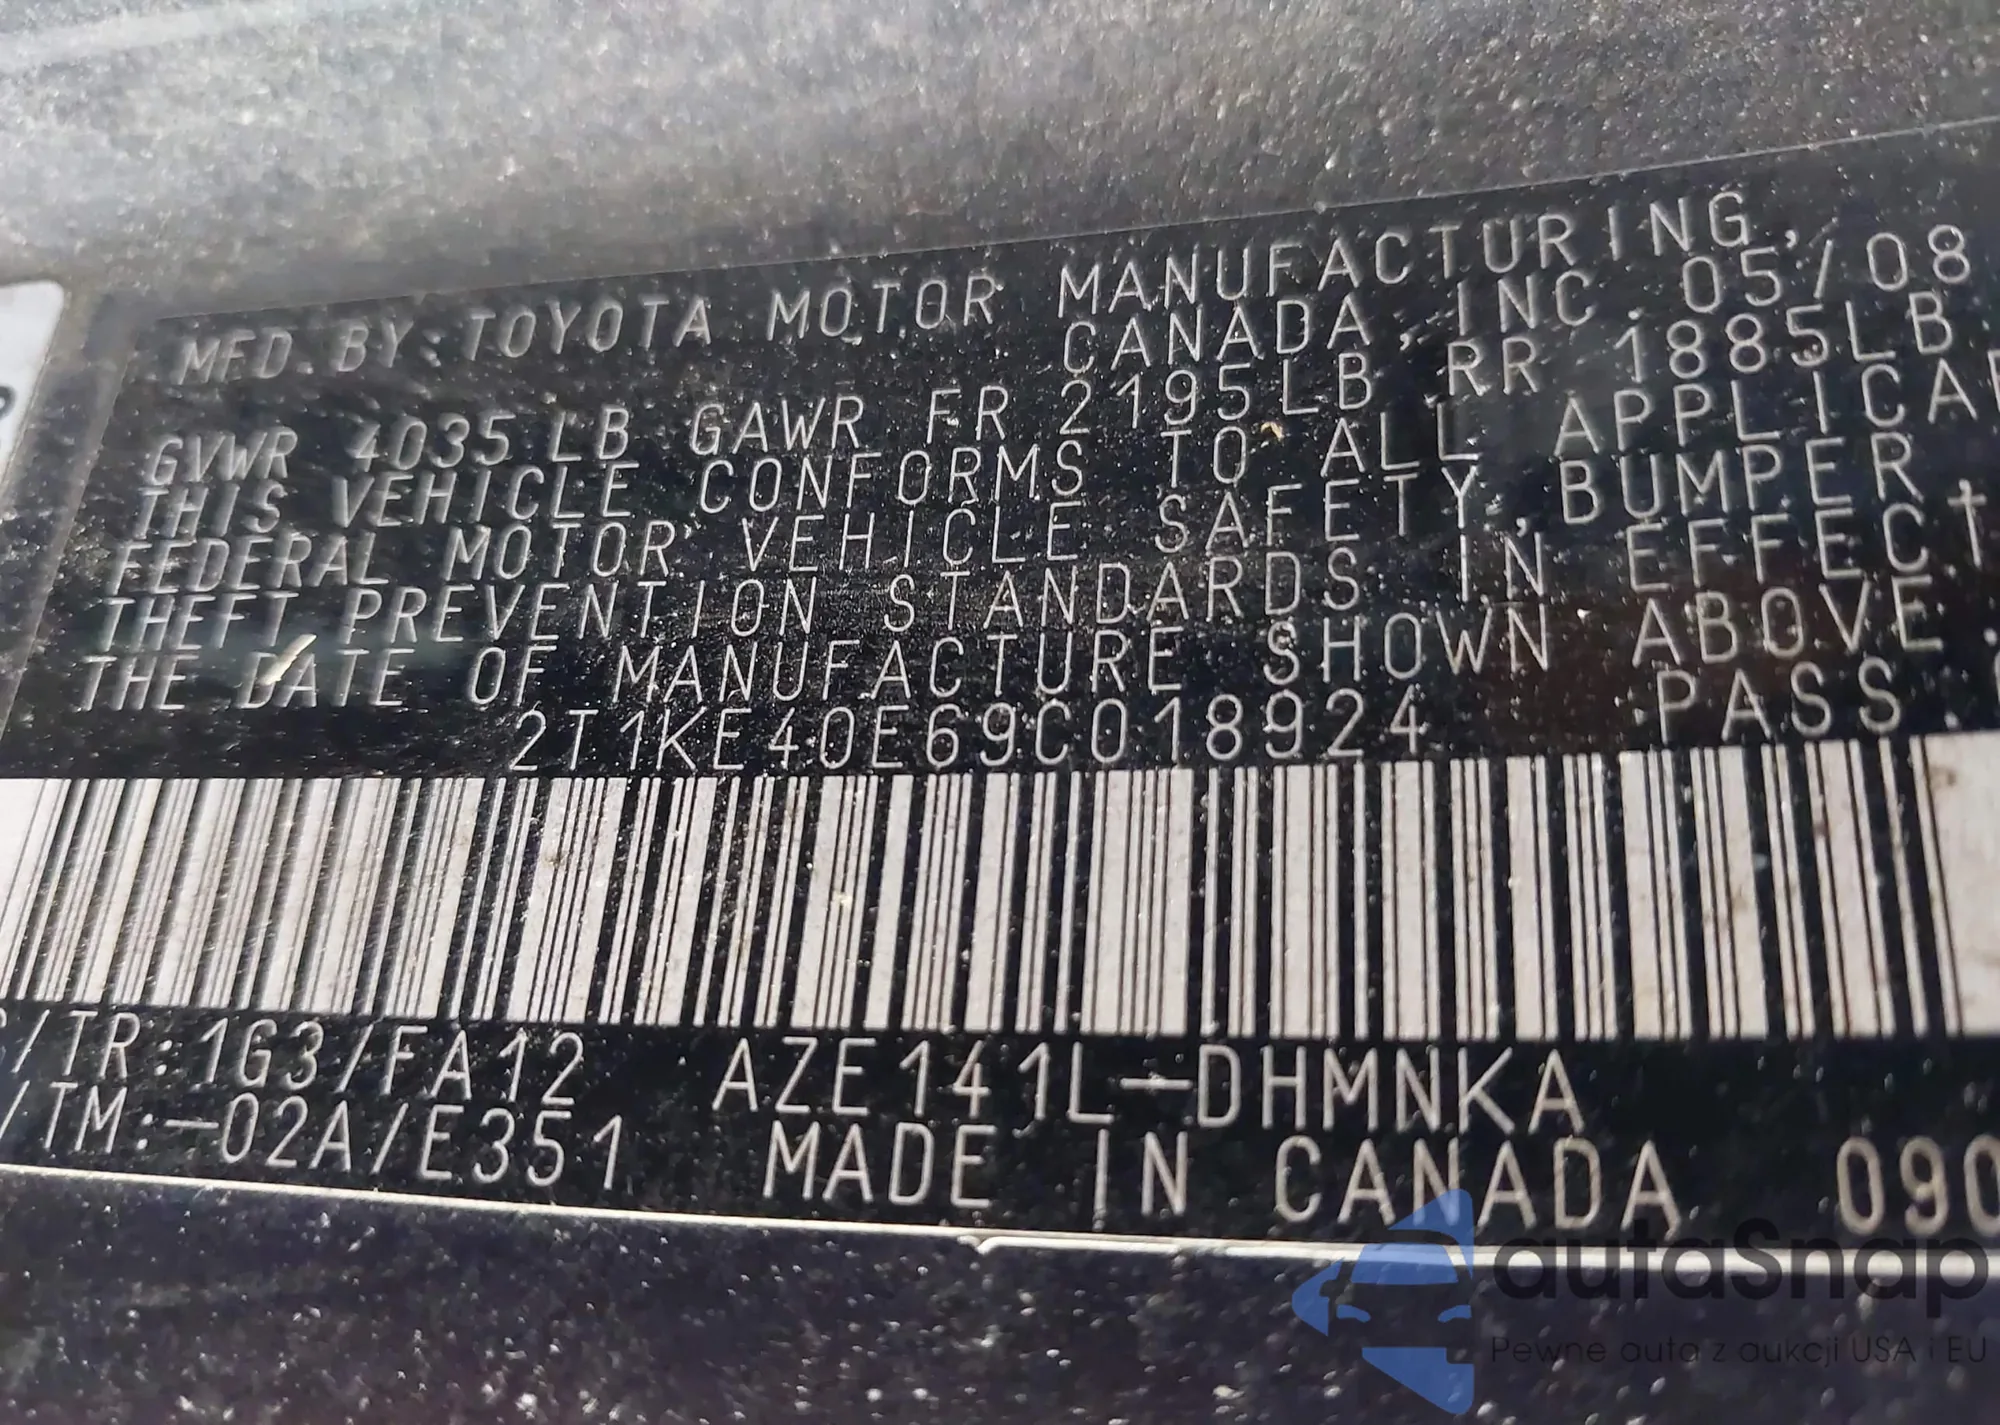 MFD. BY: TOYOTA MOTOR MANUFACTURING,
CANADA, INC. 05/08
GVWR 4035LB GAWR FR 2195LB RR 1885LB
THIS VEHICLE CONFORMS TO ALL
FEDERAL MOTOR VEHICLE SAFETY, BUMPER,
THEFT PREVENTION STANDARDS IN EFFECT
THE DATE OF MANUFACTURE SHOWN ABOVE.
2T1KE40E69C018924 PASS
/TR:1G3/FA12 AZE141L-DHMNKA
/TM:-02A/E351 MADE IN CANADA 090
autaSnap
Pewne auta z aukcji USA i EU